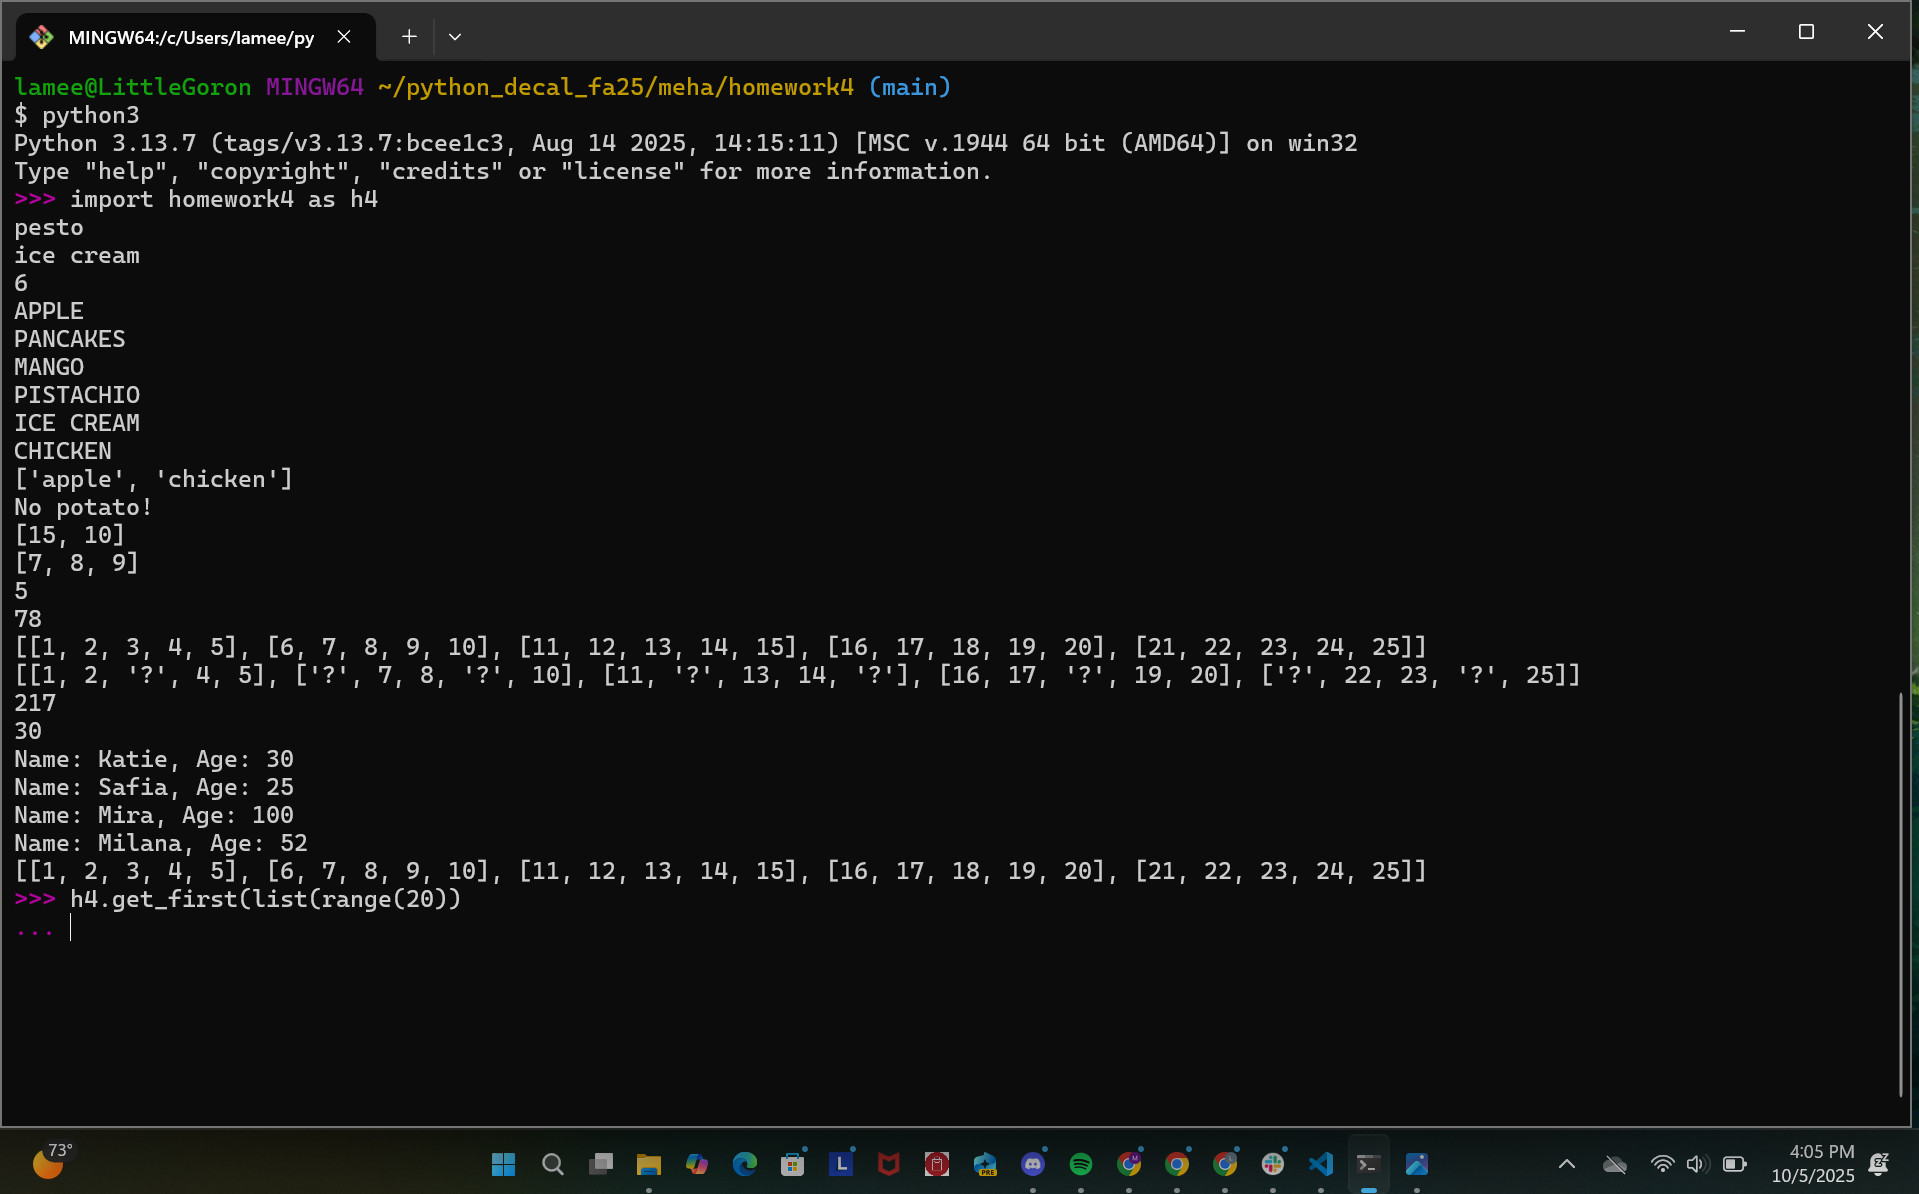 MINGW64:/c/Users/lamee/py
lamee@LittleGoron MINGW64 ~/python_decal_fa25/meha/homework4 (main)
$ python3
Python 3.13.7 (tags/v3.13.7:bcee1c3, Aug 14 2025, 14:15:11) [MSC v.1944 64 bit (AMD64)] on win32
Type "help", "copyright", "credits" or "license" for more information.
>>> import homework4 as h4
pesto
ice cream
6
APPLE
PANCAKES
MANGO
PISTACHIO
ICE CREAM
CHICKEN
['apple', 'chicken']
No potato!
[15, 10]
[7, 8, 9]
5
78
[[1, 2, 3, 4, 5], [6, 7, 8, 9, 10], [11, 12, 13, 14, 15], [16, 17, 18, 19, 20], [21, 22, 23, 24, 25]]
[[1, 2, '?', 4, 5], ['?', 7, 8, '?', 10], [11, '?', 13, 14, '?'], [16, 17, '?', 19, 20], ['?', 22, 23, '?', 25]]
217
30
Name: Katie, Age: 30
Name: Safia, Age: 25
Name: Mira, Age: 100
Name: Milana, Age: 52
[[1, 2, 3, 4, 5], [6, 7, 8, 9, 10], [11, 12, 13, 14, 15], [16, 17, 18, 19, 20], [21, 22, 23, 24, 25]]
>>> h4.get_first(list(range(20))
...
73°
L
PRE
4:05 PM
10/5/2025